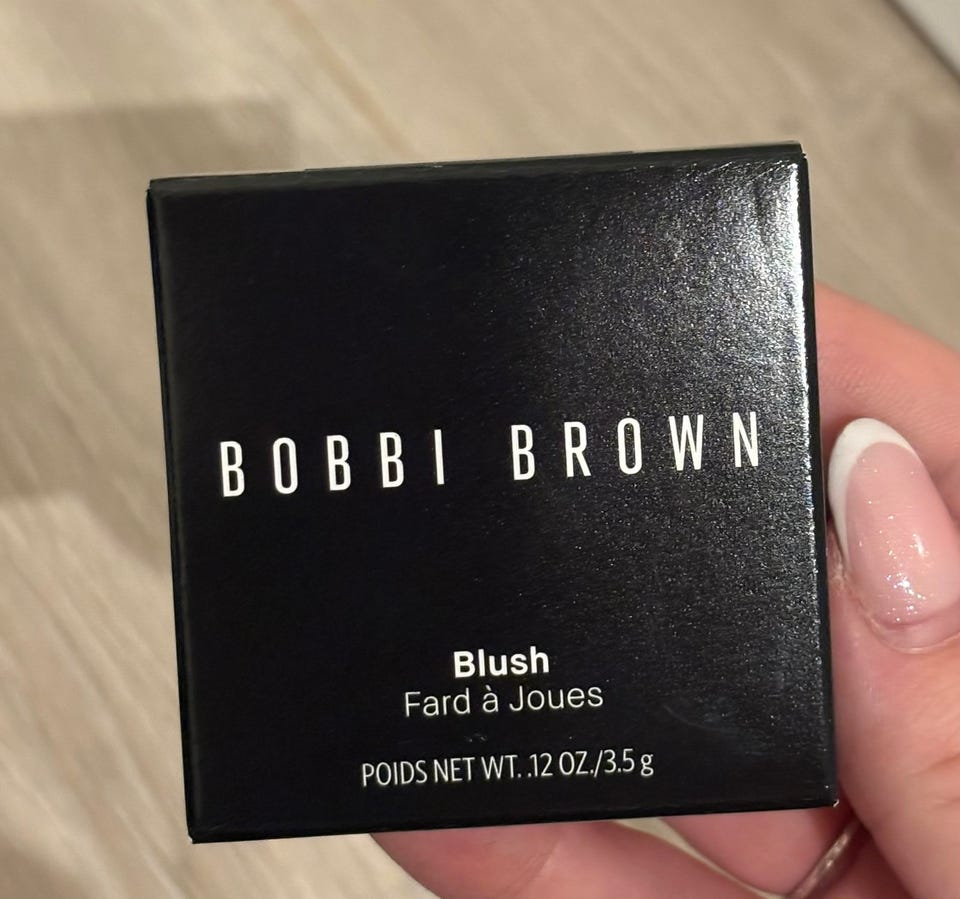 BOBBI BROWN
Blush
Fard à Joues
POIDS NET WT. .12 OZ./3.5 g